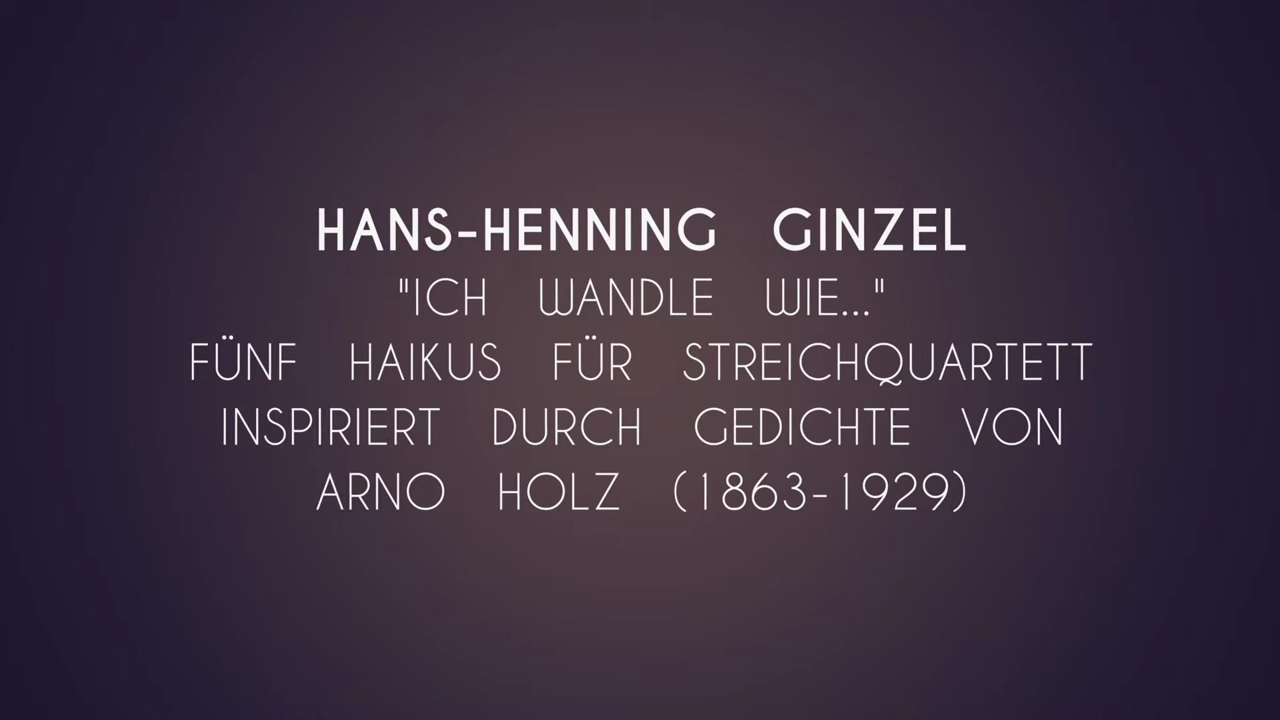 HANS-HENNING GINZEL
"ICH WANDLE WIE..."
FÜNF HAIKUS FÜR STREICHQUARTETT
INSPIRIERT DURCH GEDICHTE VON
ARNO HOLZ (1863-1929)